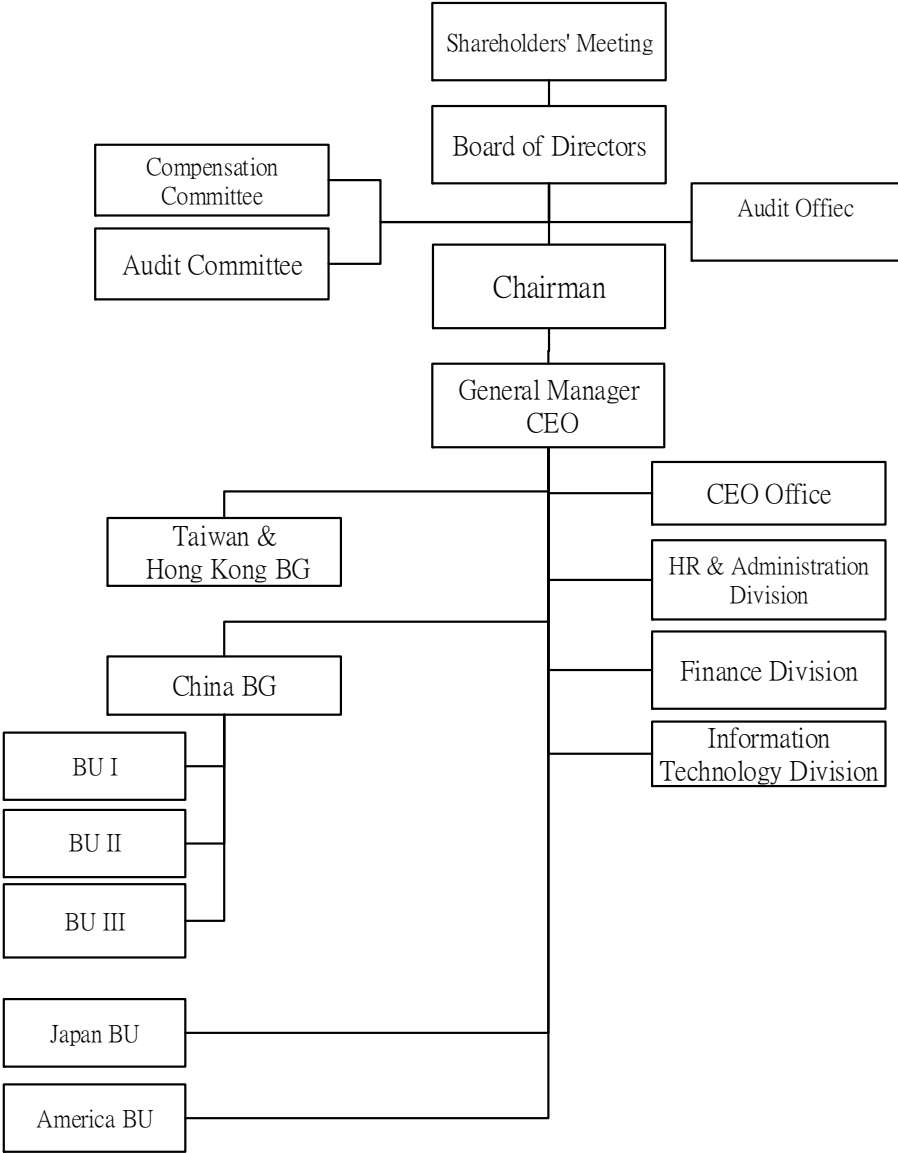 Shareholders' Meeting
Board of Directors
Compensation
Committee
Audit Offiec
Audit Committee
Chairman
General Manager
CEO
CEO Office
Taiwan &
Hong Kong BG
HR & Administration
Division
Finance Division
China BG
Information
Technology Division
BU I
BU II
BU III
Japan BU
America BU